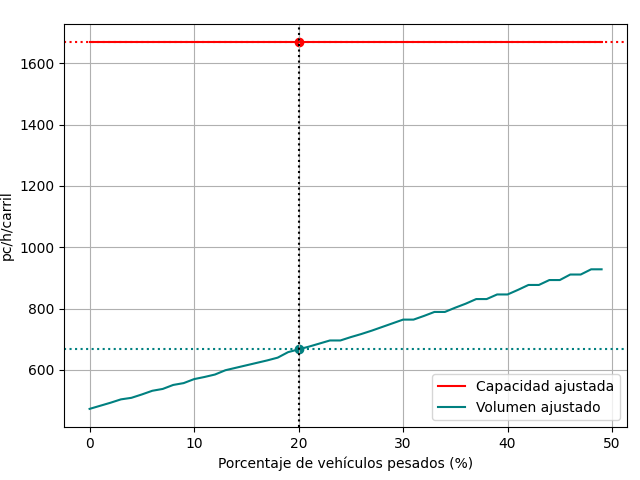 1600
1400
1200
1000
800
600
pc/h/carril
0 10 20 30 40 50
Porcentaje de vehículos pesados (%)
Capacidad ajustada
Volumen ajustado